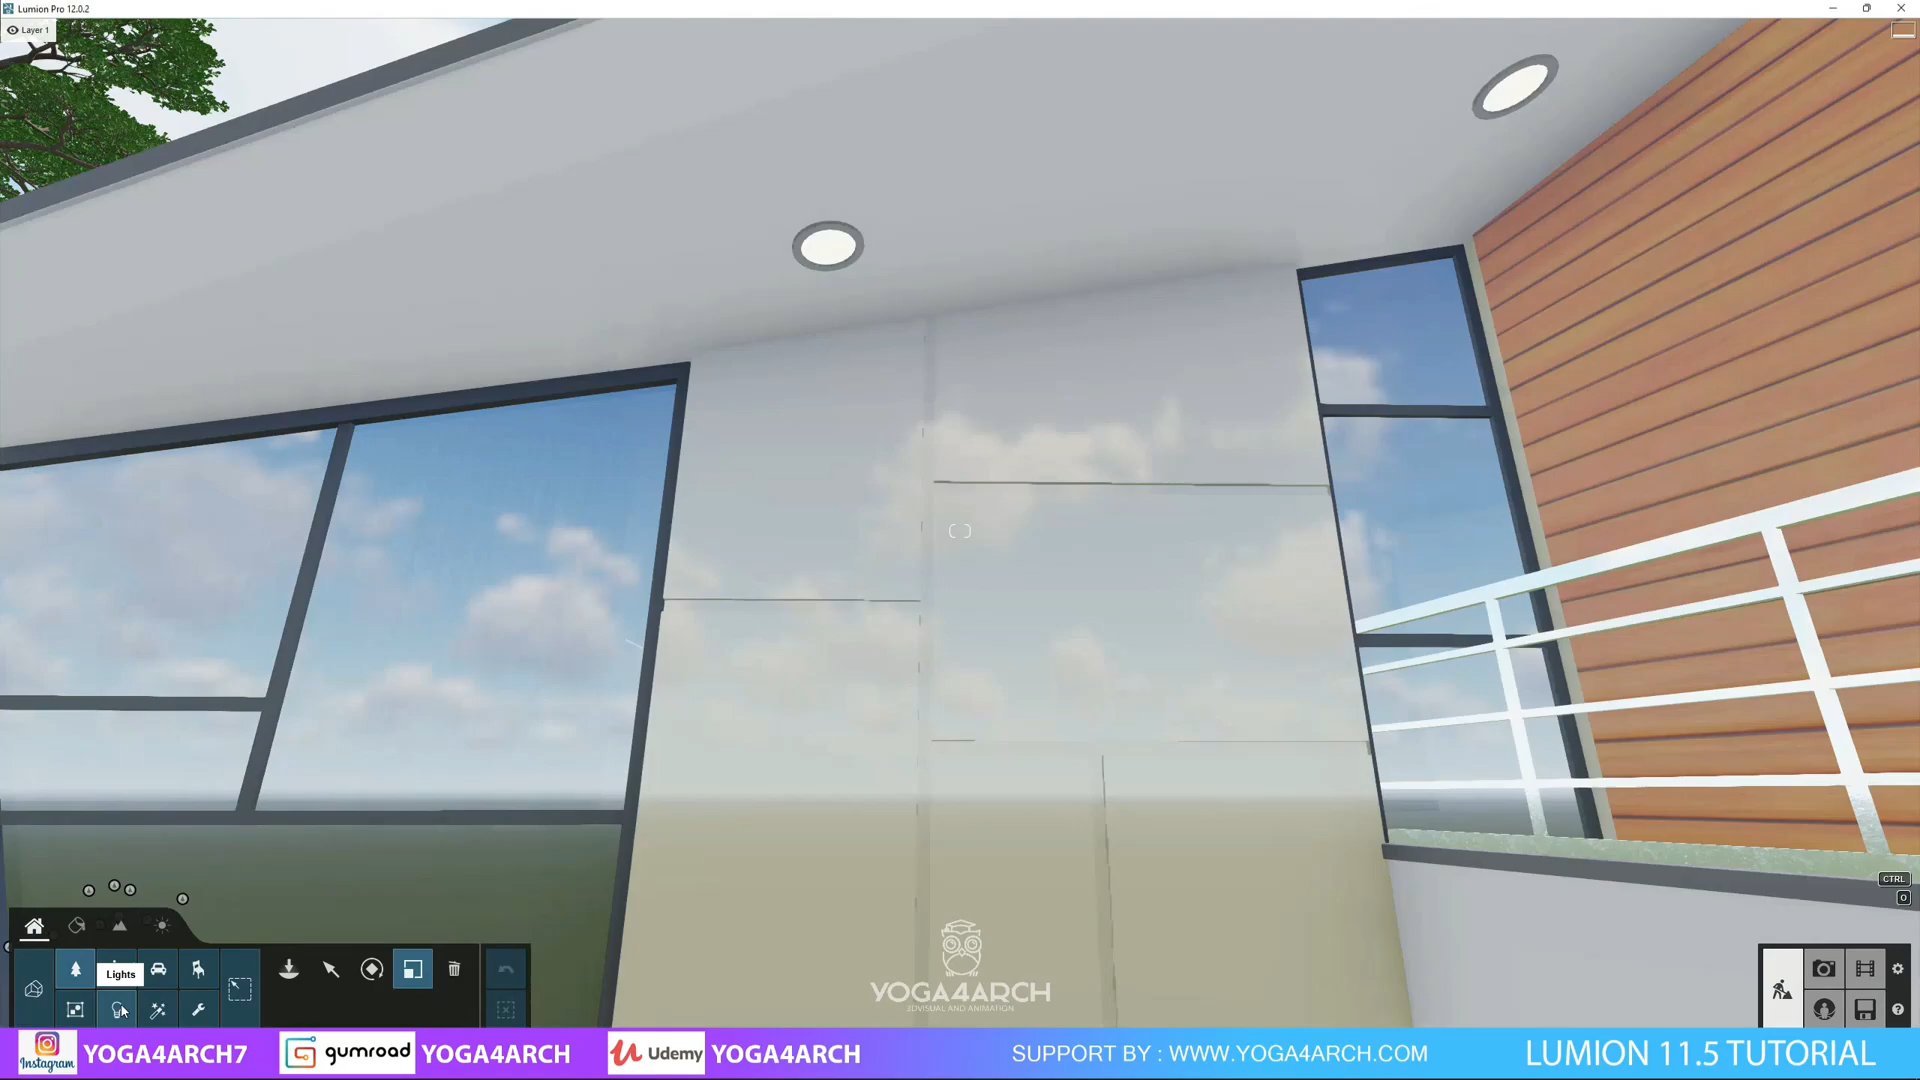 Lumion Pro 12.0.2
Layer 1
CTRL
O
Lights
YOGA4ARCH
3DVISUAL AND ANIMATION
Instagram
YOGA4ARCH7
gumroad
YOGA4ARCH
Udemy
YOGA4ARCH
SUPPORT BY : WWW.YOGA4ARCH.COM
LUMION 11.5 TUTORIAL